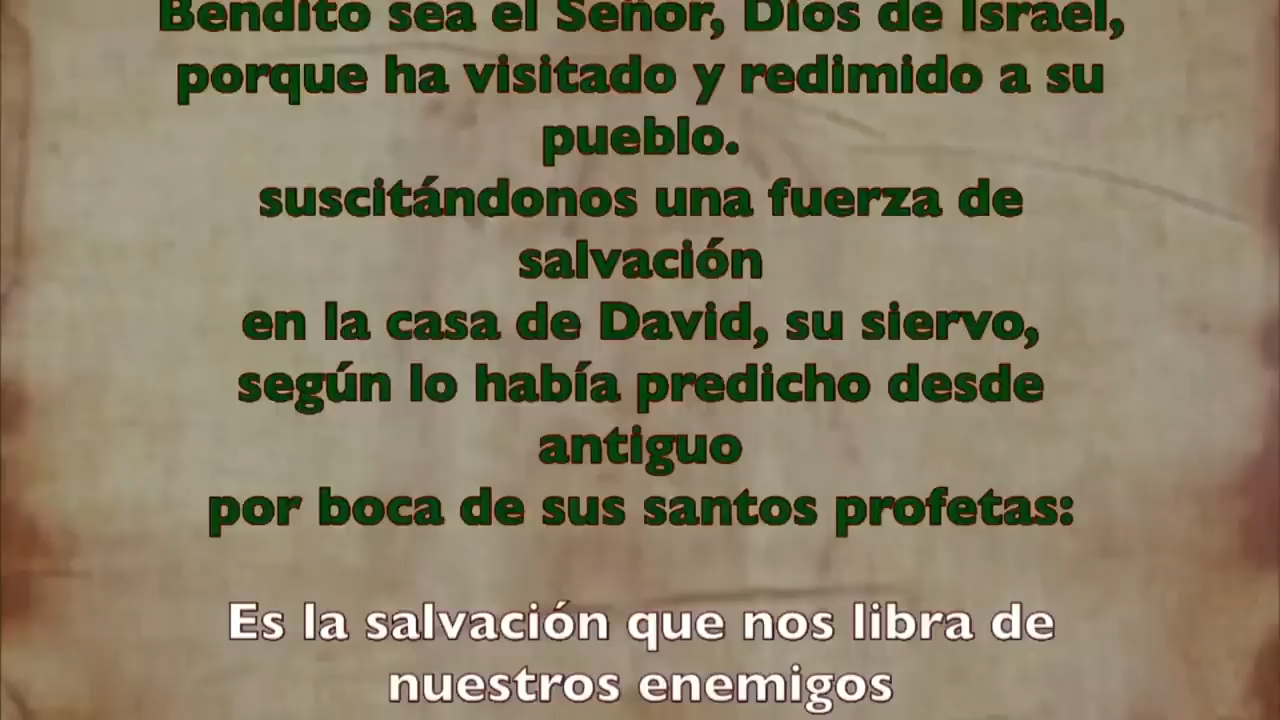 Bendito sea el Señor, Dios de Israel,
porque ha visitado y redimido a su
pueblo.
suscitándonos una fuerza de
salvación
en la casa de David, su siervo,
según lo había predicho desde
antiguo
por boca de sus santos profetas:
Es la salvación que nos libra de
nuestros enemigos